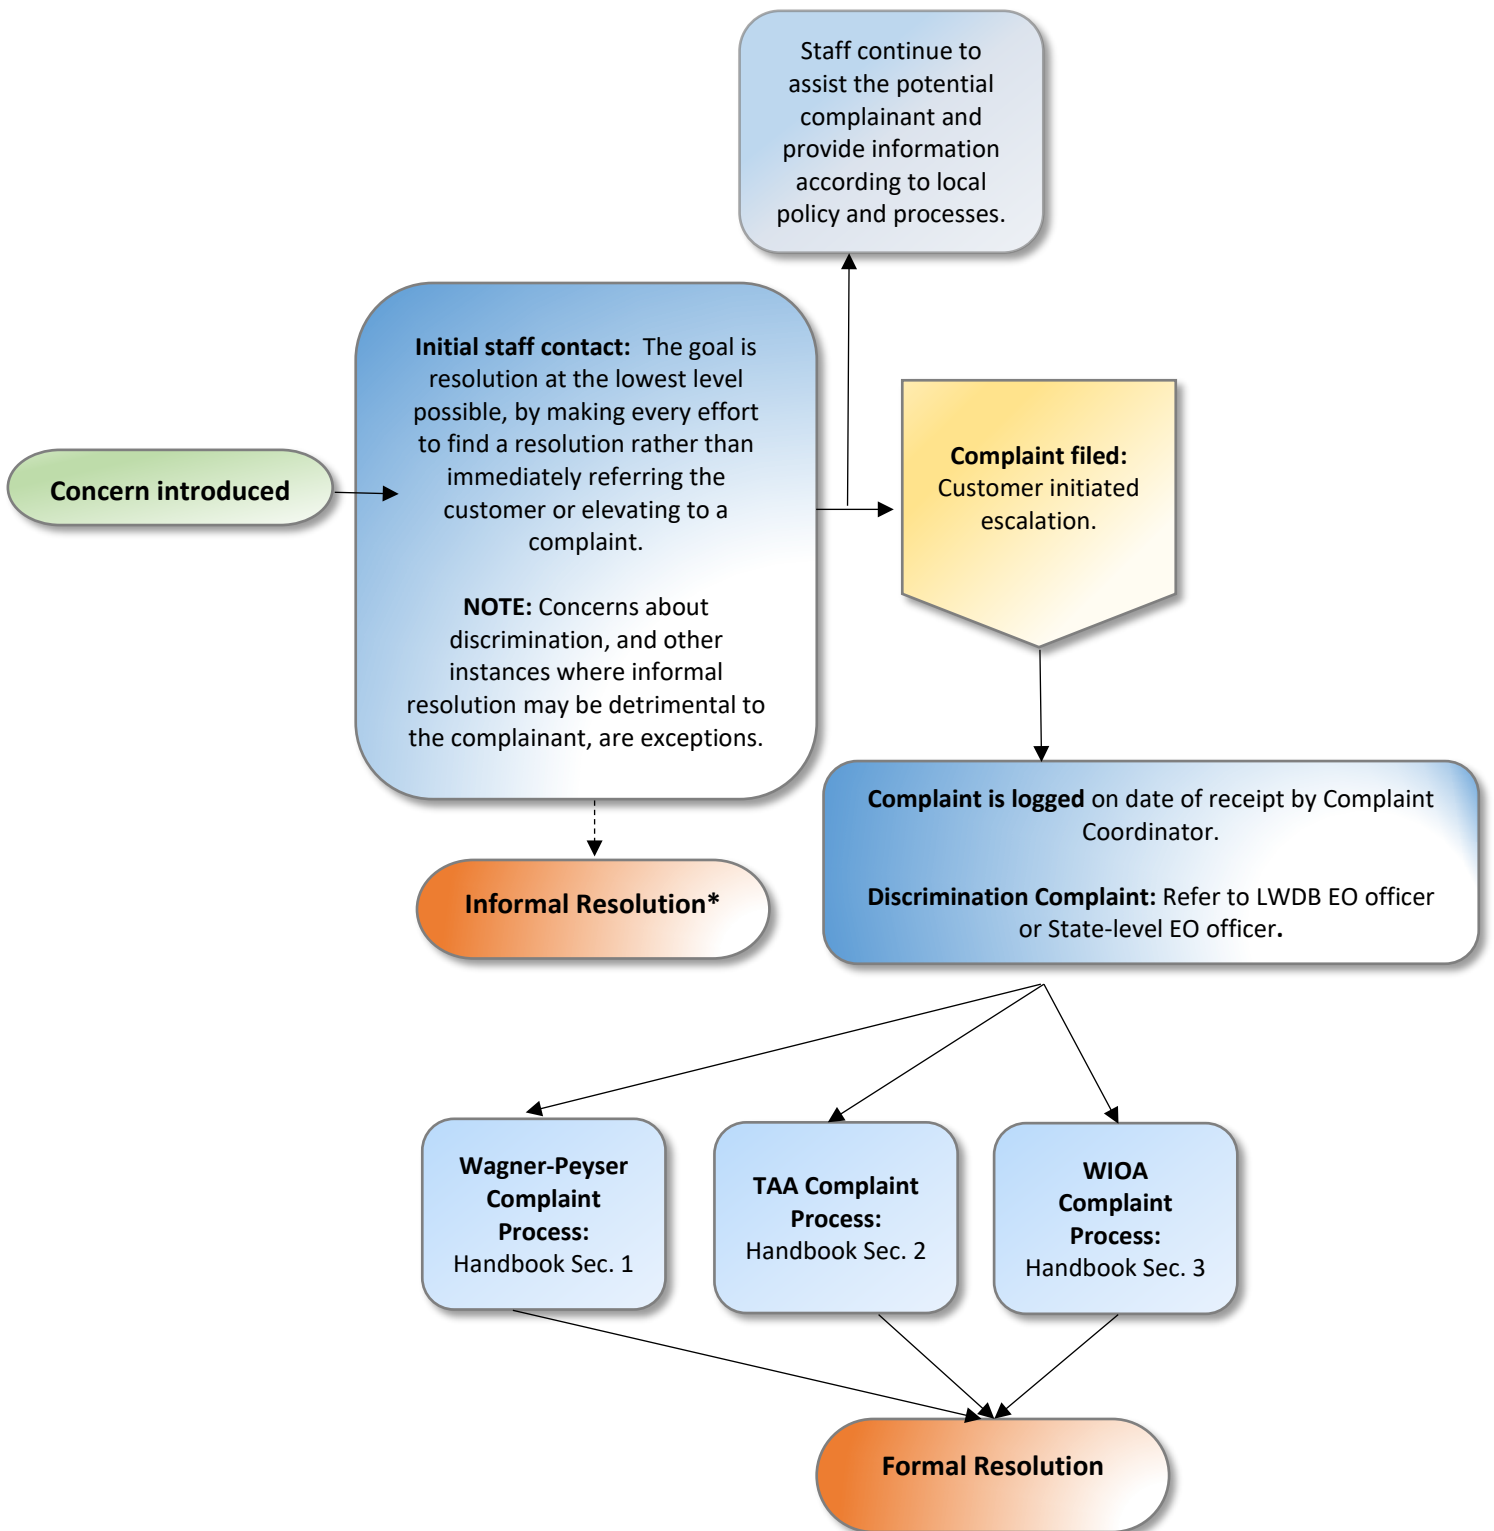 Staff continue to
assist the potential
complainant and
provide information
according to local
policy and processes.
Concern introduced
Initial staff contact:  The goal is
resolution at the lowest level
possible, by making every effort
to find a resolution rather than
immediately referring the
customer or elevating to a
complaint.
NOTE: Concerns about
discrimination, and other
instances where informal
resolution may be detrimental to
the complainant, are exceptions.
Complaint filed:
Customer initiated
escalation.
Informal Resolution*
Complaint is logged on date of receipt by Complaint
Coordinator.
Discrimination Complaint: Refer to LWDB EO officer
or State-level EO officer.
Wagner-Peyser
Complaint
Process:
Handbook Sec. 1
TAA Complaint
Process:
Handbook Sec. 2
WIOA
Complaint
Process:
Handbook Sec. 3
Formal Resolution